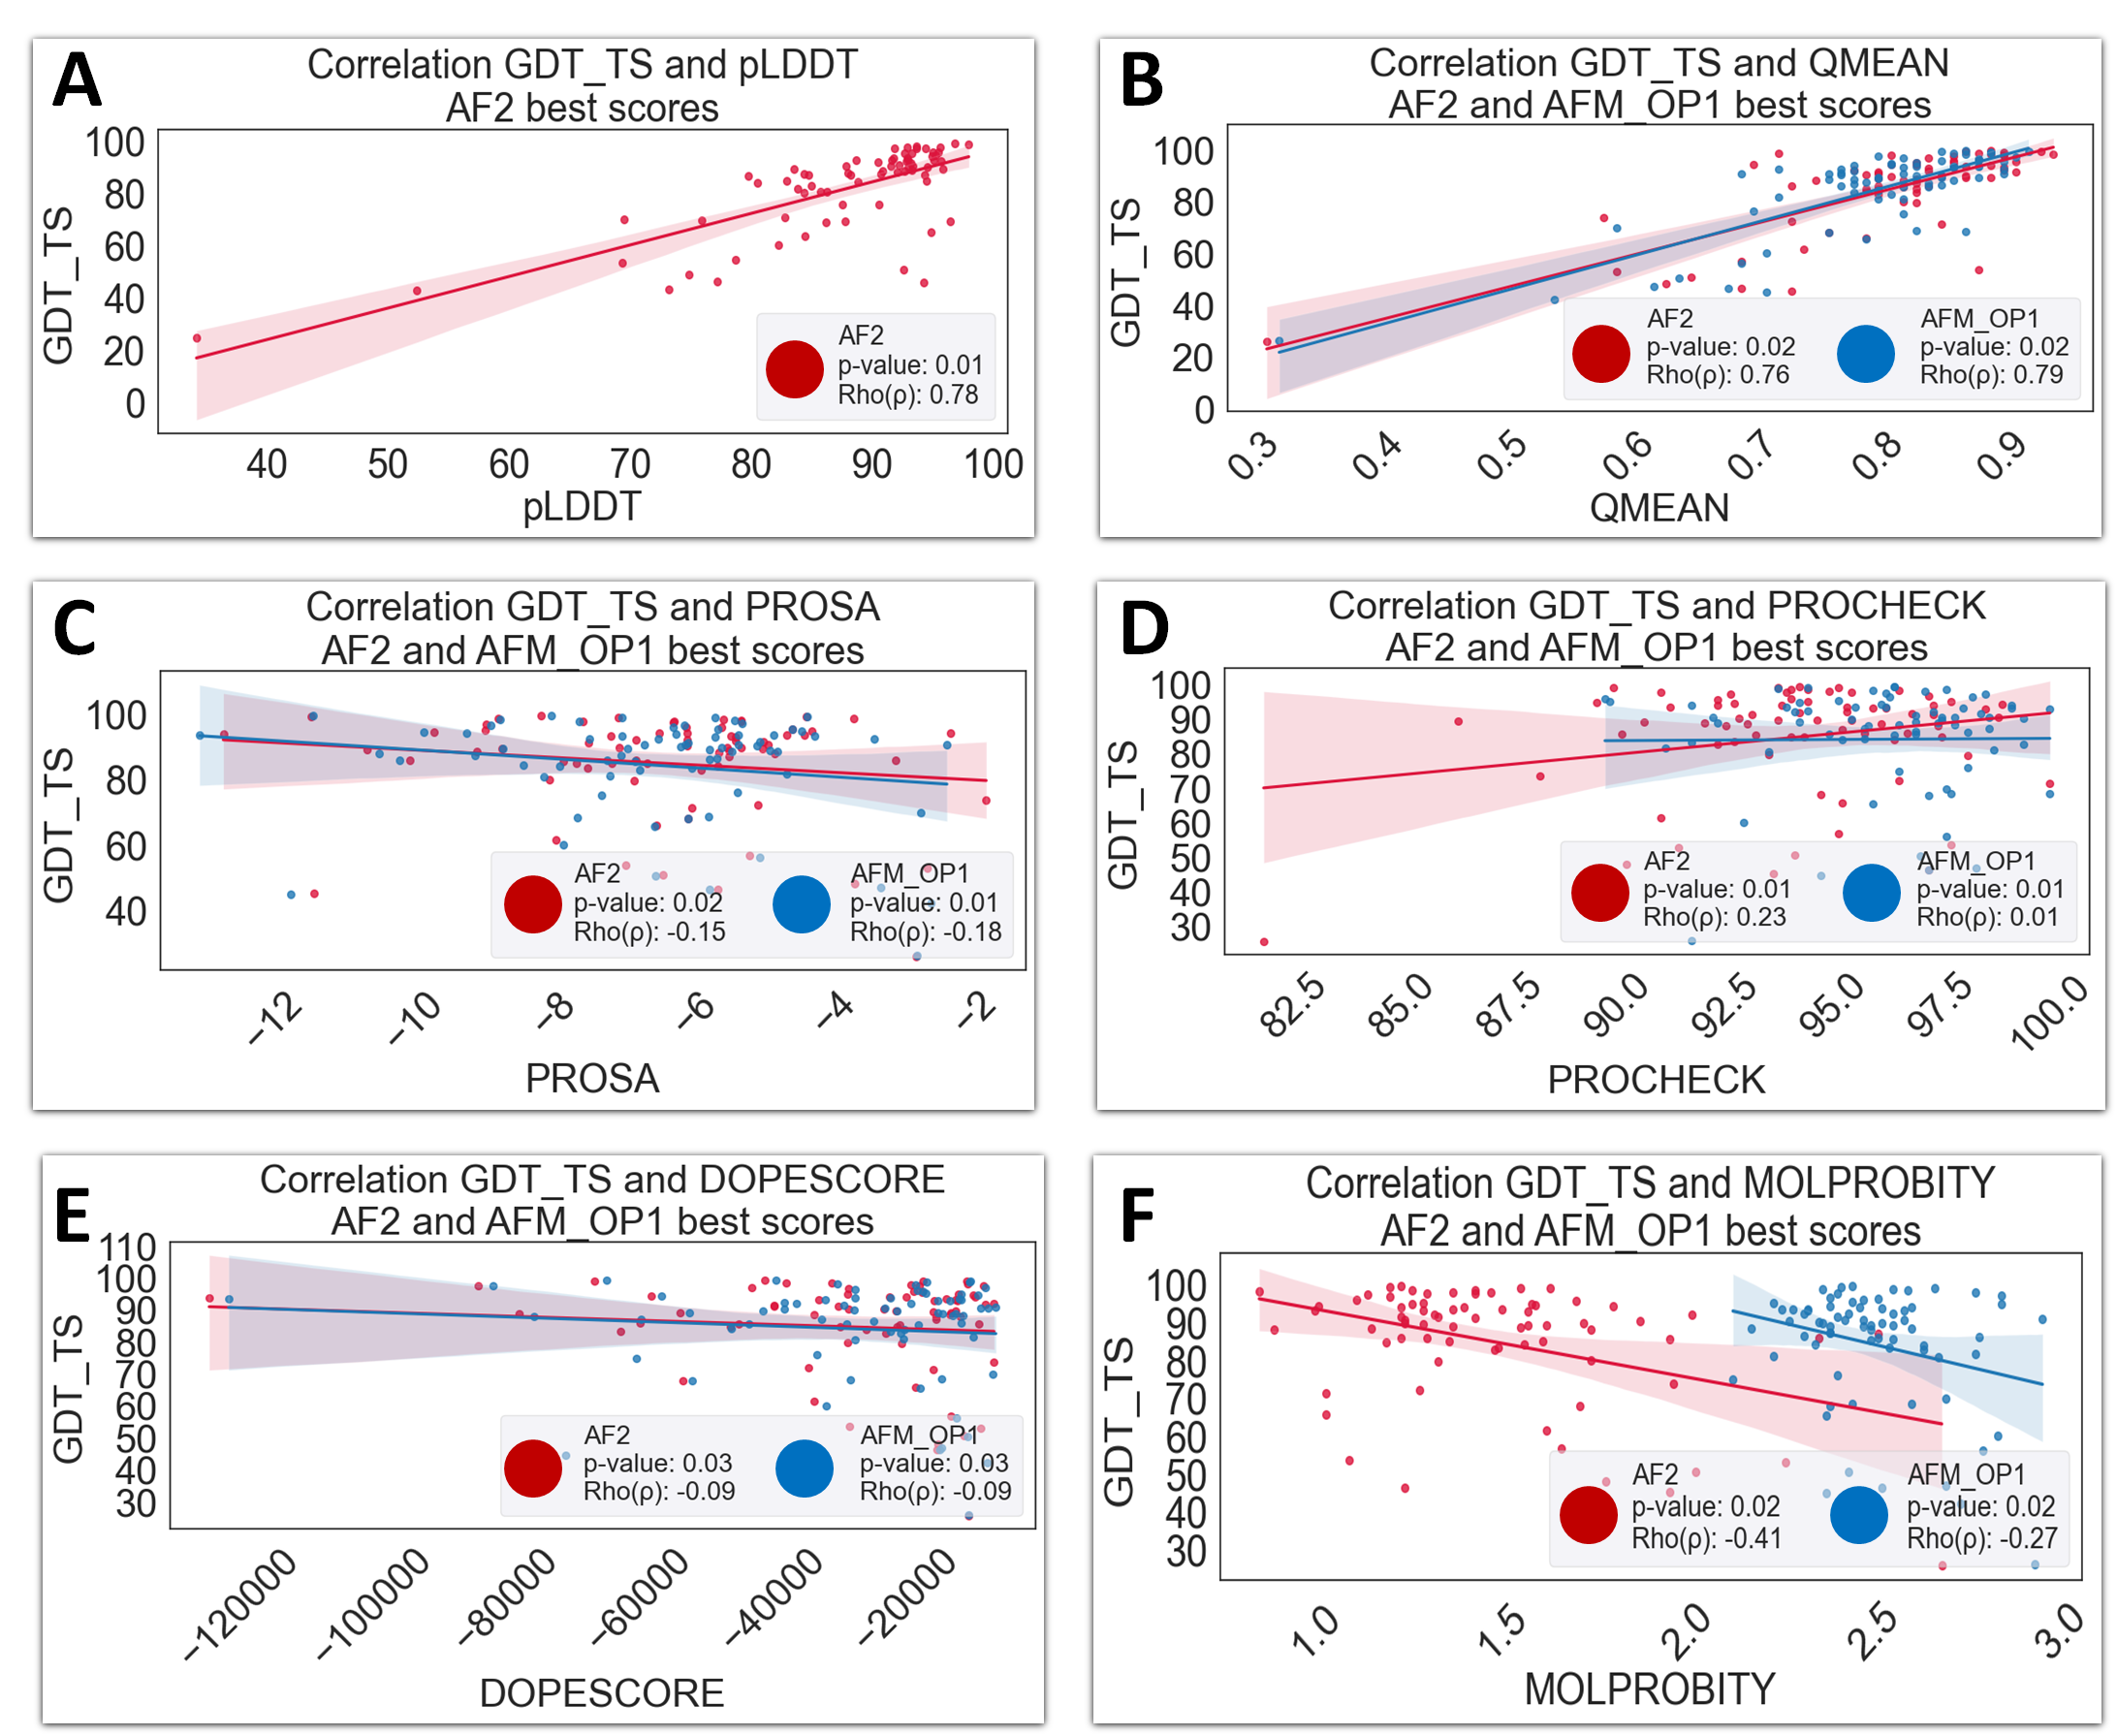 A
Correlation GDT_TS and pLDDT
AF2 best scores
100
80
60
40
20
0
GDT_TS
AF2
p-value: 0.01
Rho(ρ): 0.78
40 50 60 70 80 90 100
pLDDT
B
Correlation GDT_TS and QMEAN
AF2 and AFM_OP1 best scores
100
80
60
40
20
0
GDT_TS
AF2
p-value: 0.02
Rho(ρ): 0.76
AFM_OP1
p-value: 0.02
Rho(ρ): 0.79
0.3 0.4 0.5 0.6 0.7 0.8 0.9
QMEAN
C
Correlation GDT_TS and PROSA
AF2 and AFM_OP1 best scores
100
80
60
40
GDT_TS
AF2
p-value: 0.02
Rho(ρ): -0.15
AFM_OP1
p-value: 0.01
Rho(ρ): -0.18
−12 −10 −8 −6 −4 −2
PROSA
D
Correlation GDT_TS and PROCHECK
AF2 and AFM_OP1 best scores
100
90
80
70
60
50
40
30
GDT_TS
AF2
p-value: 0.01
Rho(ρ): 0.23
AFM_OP1
p-value: 0.01
Rho(ρ): 0.01
82.5 85.0 87.5 90.0 92.5 95.0 97.5 100.0
PROCHECK
E
Correlation GDT_TS and DOPESCORE
AF2 and AFM_OP1 best scores
110
100
90
80
70
60
50
40
30
GDT_TS
AF2
p-value: 0.03
Rho(ρ): -0.09
AFM_OP1
p-value: 0.03
Rho(ρ): -0.09
−120000 −100000 −80000 −60000 −40000 −20000
DOPESCORE
F
Correlation GDT_TS and MOLPROBITY
AF2 and AFM_OP1 best scores
100
90
80
70
60
50
40
30
GDT_TS
AF2
p-value: 0.02
Rho(ρ): -0.41
AFM_OP1
p-value: 0.02
Rho(ρ): -0.27
1.0 1.5 2.0 2.5 3.0
MOLPROBITY